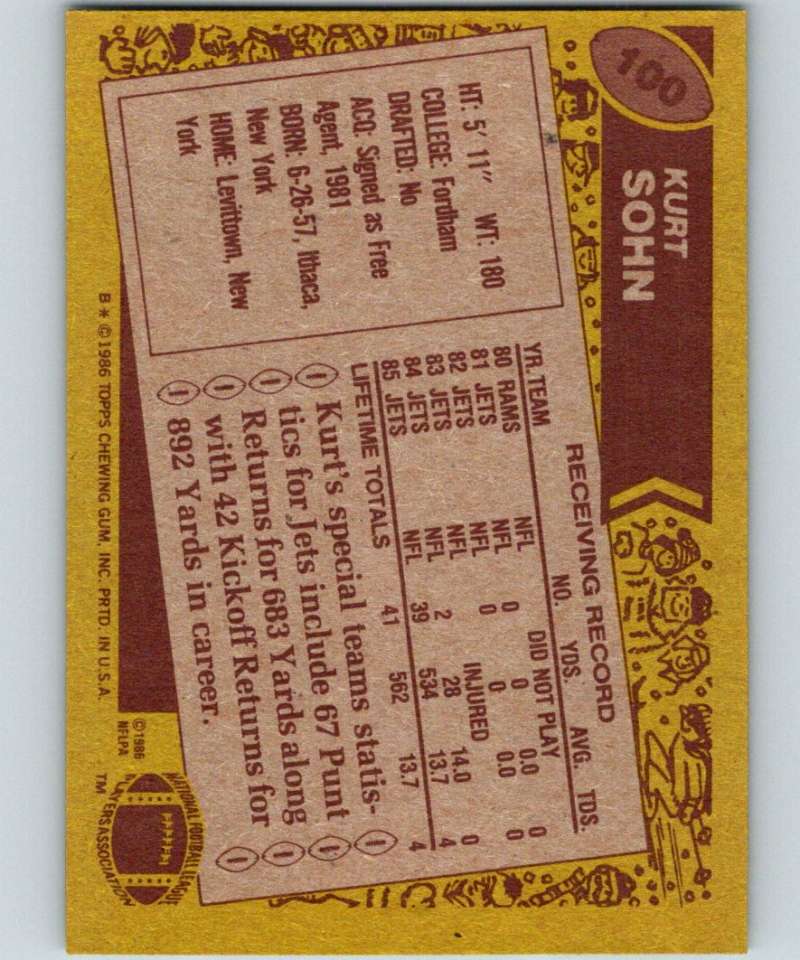 100
KURT
SOHN
HT: 5' 11" WT: 180
COLLEGE: Fordham
DRAFTED: No
ACQ: Signed as Free
Agent, 1981
BORN: 6-26-57, Ithaca,
New York
HOME: Levittown, New
York
RECEIVING RECORD
YR. TEAM NO. YDS. AVG. TDS.
80 RAMS NFL DID NOT PLAY
81 JETS NFL 0 0 0.0 0
82 JETS NFL 0 0 0.0 0
83 JETS NFL INJURED
84 JETS NFL 2 28 14.0 0
85 JETS NFL 39 534 13.7 4
LIFETIME TOTALS 41 562 13.7 4
Kurt's special teams statis-
tics for Jets include 67 Punt
Returns for 683 Yards along
with 42 Kickoff Returns for
892 Yards in career.
B * © 1986 TOPPS CHEWING GUM, INC. PRTD. IN U.S.A.
© 1986
NFLPA
NATIONAL FOOTBALL LEAGUE
PLAYERS ASSOCIATION
TM